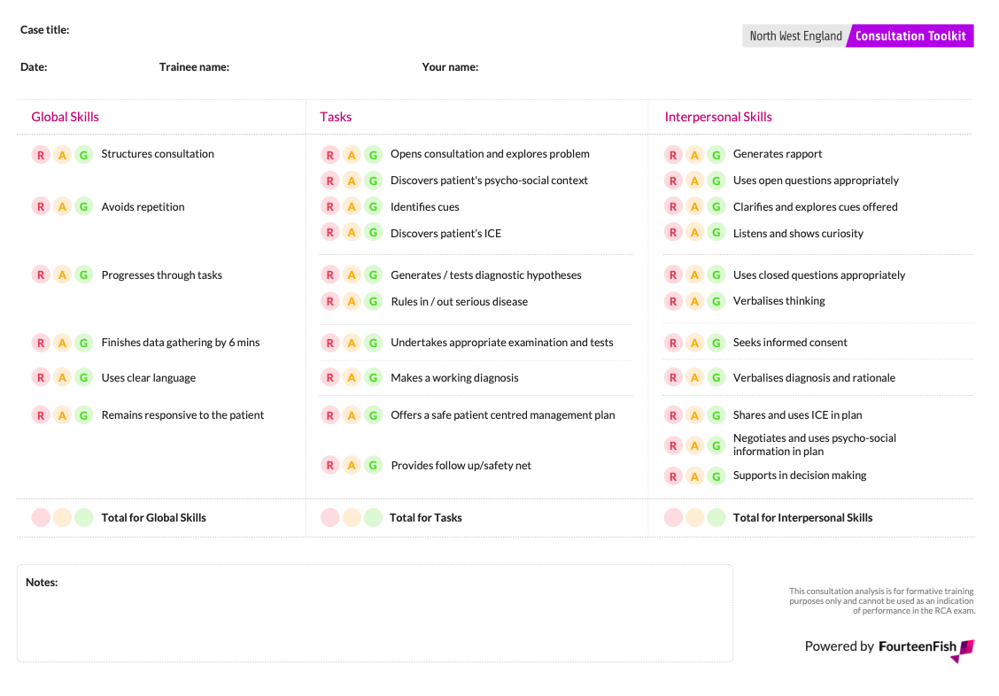 Case title:
North West England Consultation Toolkit
Date: Trainee name: Your name:
Global Skills Tasks Interpersonal Skills
R A G Structures consultation
R A G Avoids repetition
R A G Progresses through tasks
R A G Finishes data gathering by 6 mins
R A G Uses clear language
R A G Remains responsive to the patient
Total for Global Skills
R A G Opens consultation and explores problem
R A G Discovers patient's psycho-social context
R A G Identifies cues
R A G Discovers patient’s ICE
R A G Generates / tests diagnostic hypotheses
R A G Rules in / out serious disease
R A G Undertakes appropriate examination and tests
R A G Makes a working diagnosis
R A G Offers a safe patient centred management plan
R A G Provides follow up/safety net
Total for Tasks
R A G Generates rapport
R A G Uses open questions appropriately
R A G Clarifies and explores cues offered
R A G Listens and shows curiosity
R A G Uses closed questions appropriately
R A G Verbalises thinking
R A G Seeks informed consent
R A G Verbalises diagnosis and rationale
R A G Shares and uses ICE in plan
R A G Negotiates and uses psycho-social
information in plan
R A G Supports in decision making
Total for Interpersonal Skills
Notes:
This consultation analysis is for formative training
purposes only and cannot be used as an indication
of performance in the RCA exam.
Powered by FourteenFish